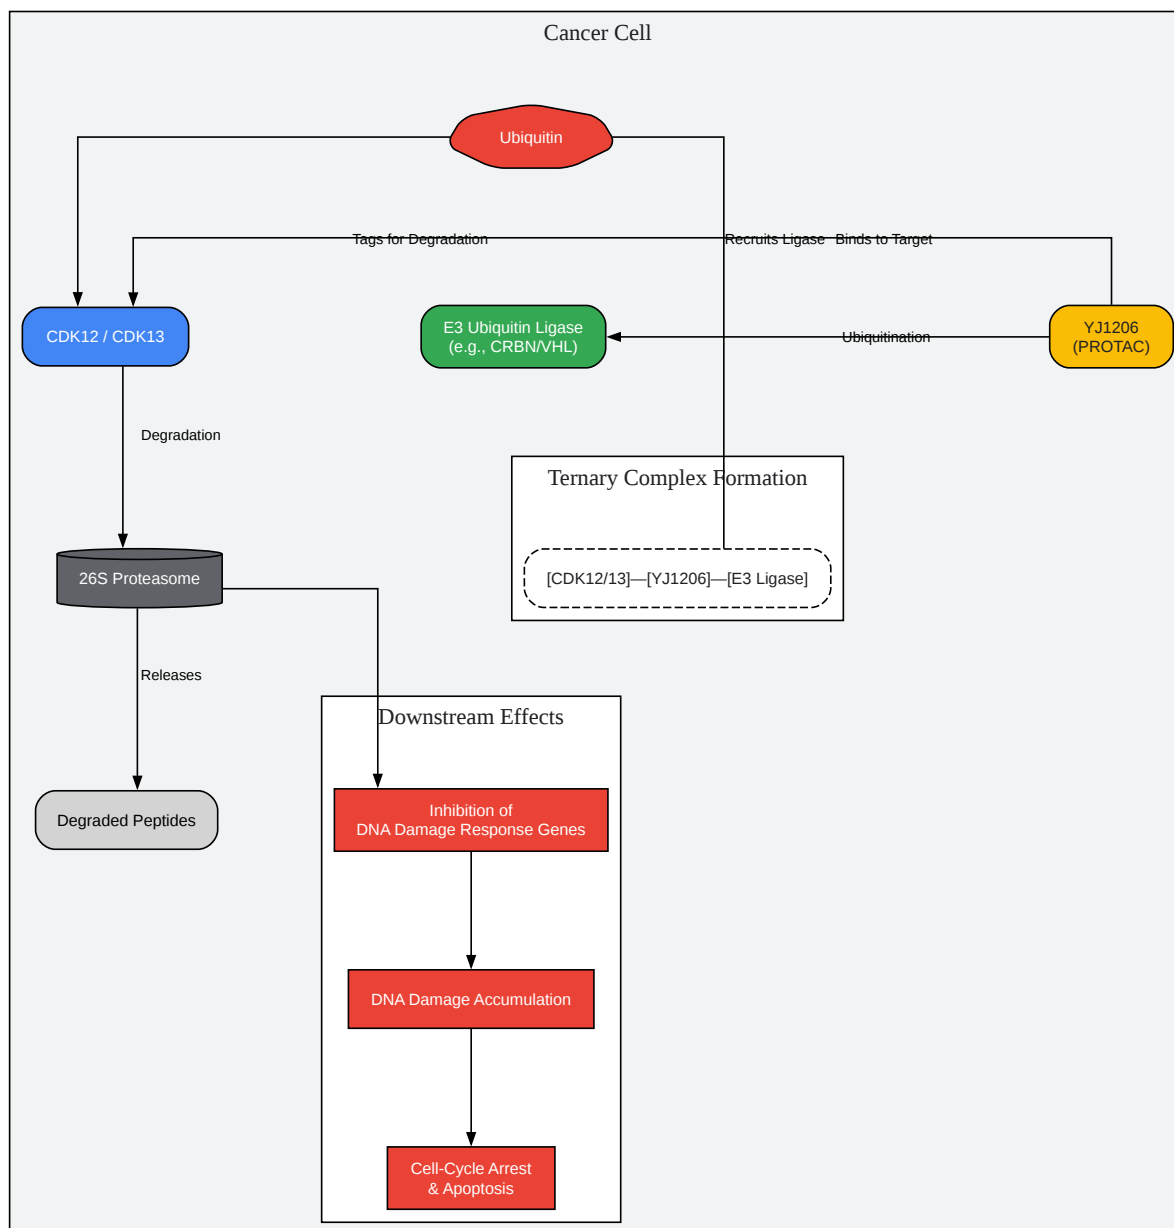 Cancer Cell
Ubiquitin
Tags for Degradation
Recruits Ligase
Binds to Target
CDK12 / CDK13
E3 Ubiquitin Ligase
(e.g., CRBN/VHL)
Ubiquitination
YJ1206
(PROTAC)
Degradation
Ternary Complex Formation
26S Proteasome
[CDK12/13]—[YJ1206]—[E3 Ligase]
Releases
Downstream Effects
Degraded Peptides
Inhibition of
DNA Damage Response Genes
DNA Damage Accumulation
Cell-Cycle Arrest
& Apoptosis